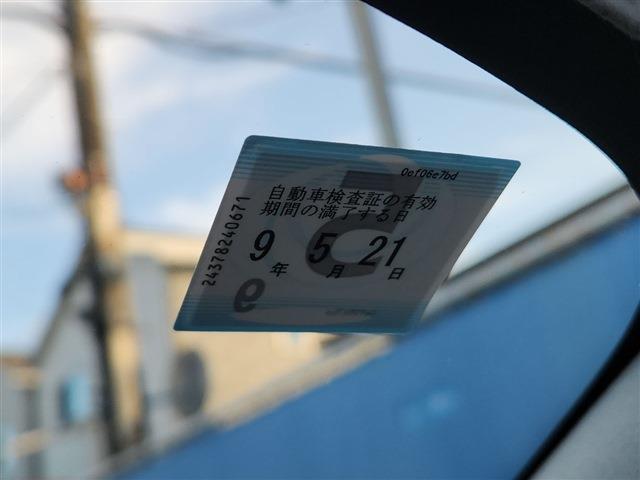 0cf06e7bd
自動車検査証の有効
期間の満了する日
9年 5月 21日
24378240671